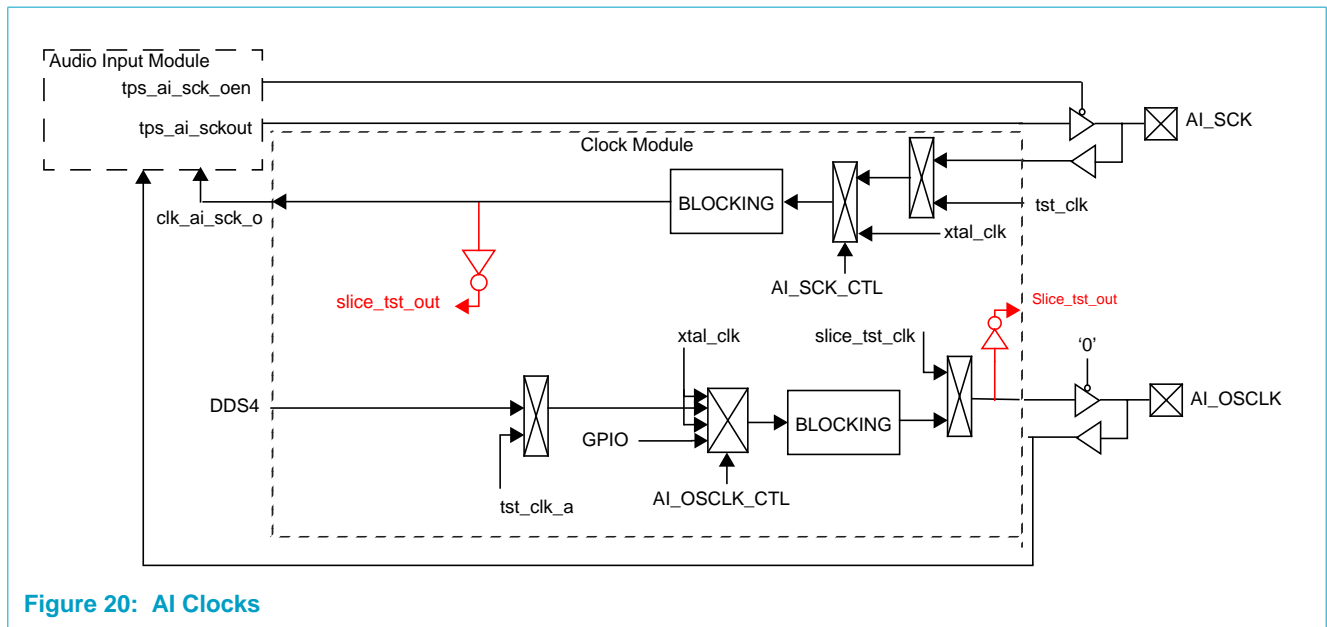 Audio Input Module
tps_ai_sck_oen
tps_ai_sckout
AI_SCK
Clock Module
BLOCKING
tst_clk
clk_ai_sck_o
xtal_clk
AI_SCK_CTL
slice_tst_out
Slice_tst_out
xtal_clk
slice_tst_clk
‘0’
DDS4
AI_OSCLK
BLOCKING
GPIO
tst_clk_a
AI_OSCLK_CTL
Figure 20: AI Clocks